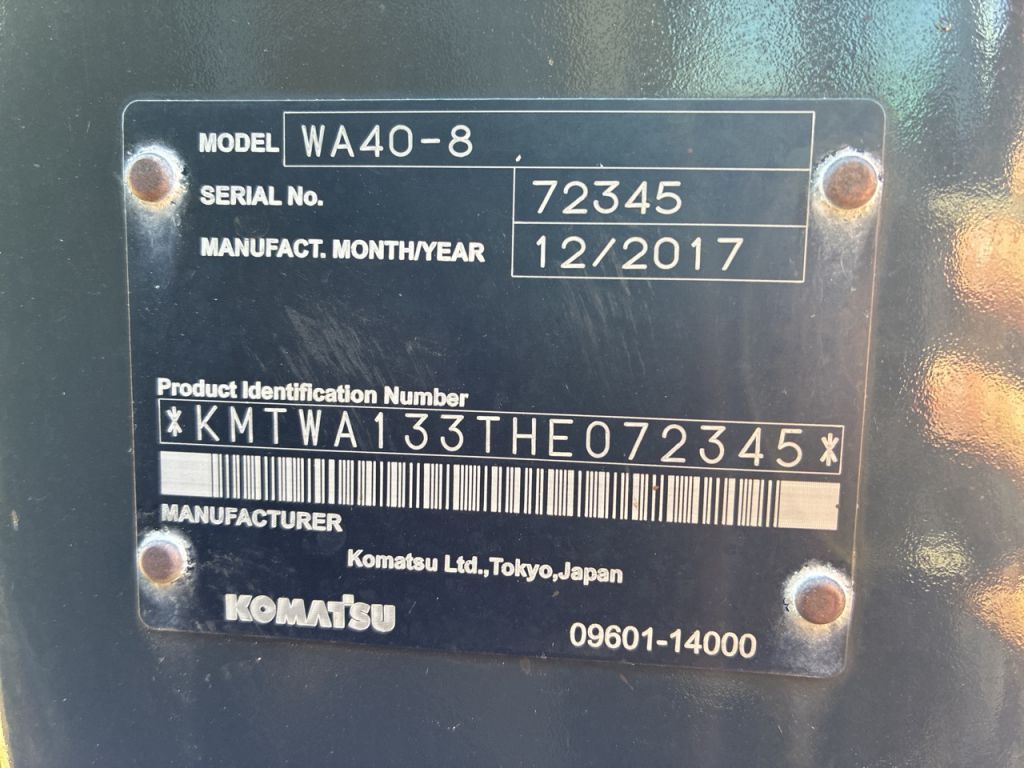 MODEL WA40-8
SERIAL No. 72345
MANUFACT. MONTH/YEAR 12/2017
Product Identification Number
*KMTWA133THE072345*
MANUFACTURER
Komatsu Ltd.,Tokyo,Japan
KOMATSU
09601-14000